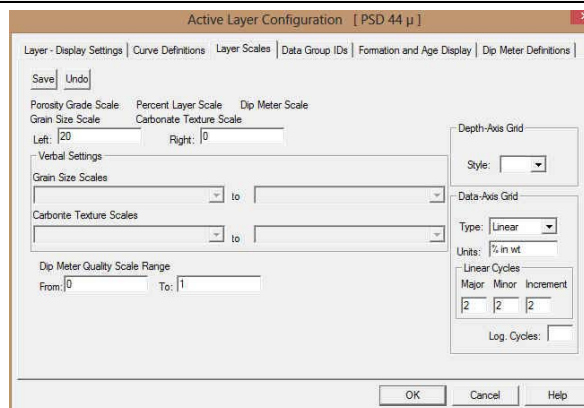 Active Layer Configuration [ PSD 44 µ ]
Layer - Display Settings Curve Definitions Layer Scales Data Group IDs Formation and Age Display Dip Meter Definitions
Save Undo
Porosity Grade Scale Percent Layer Scale Dip Meter Scale
Grain Size Scale Carbonate Texture Scale
Left: 20 Right: 0
Verbal Settings
Grain Size Scales
to
Carbonte Texture Scales
to
Dip Meter Quality Scale Range
From: 0 To: 1
Depth-Axis Grid
Style:
Data-Axis Grid
Type: Linear
Units: % in wt
Linear Cycles
Major Minor Increment
2 2 2
Log. Cycles:
OK Cancel Help